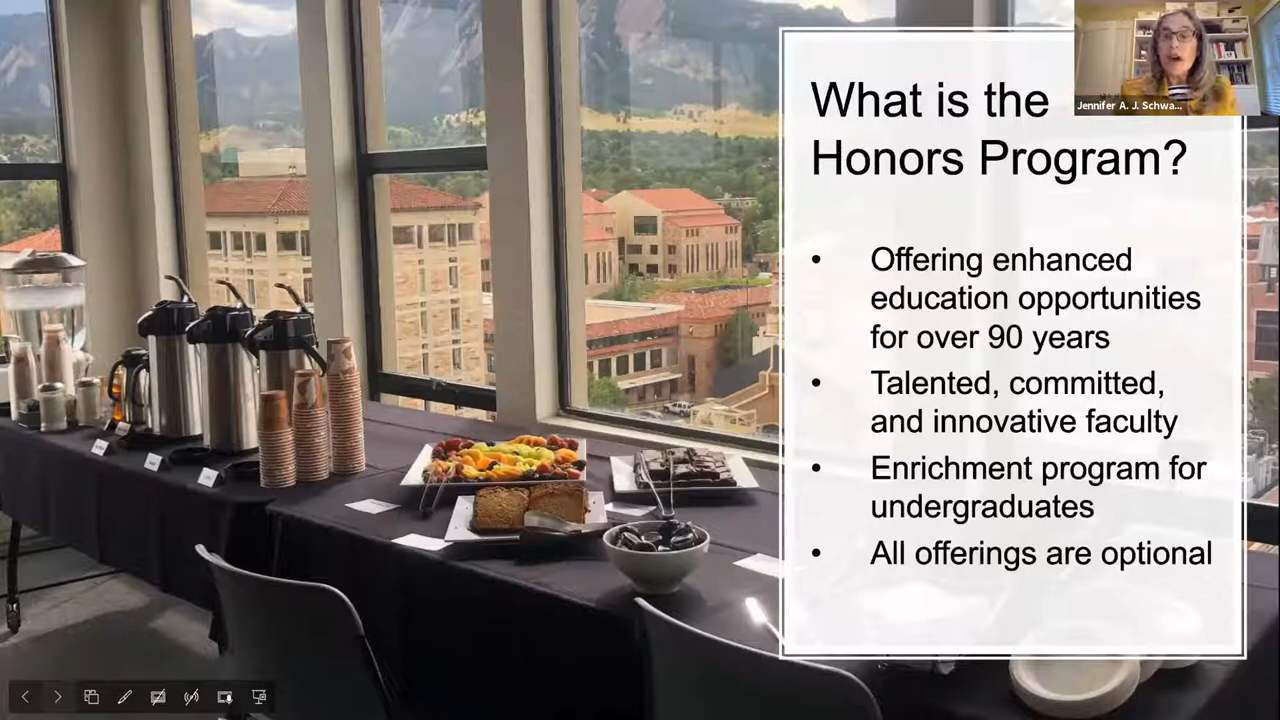 Jennifer A. J. Schwa...
What is the
Honors Program?
• Offering enhanced
education opportunities
for over 90 years
• Talented, committed,
and innovative faculty
• Enrichment program for
undergraduates
• All offerings are optional